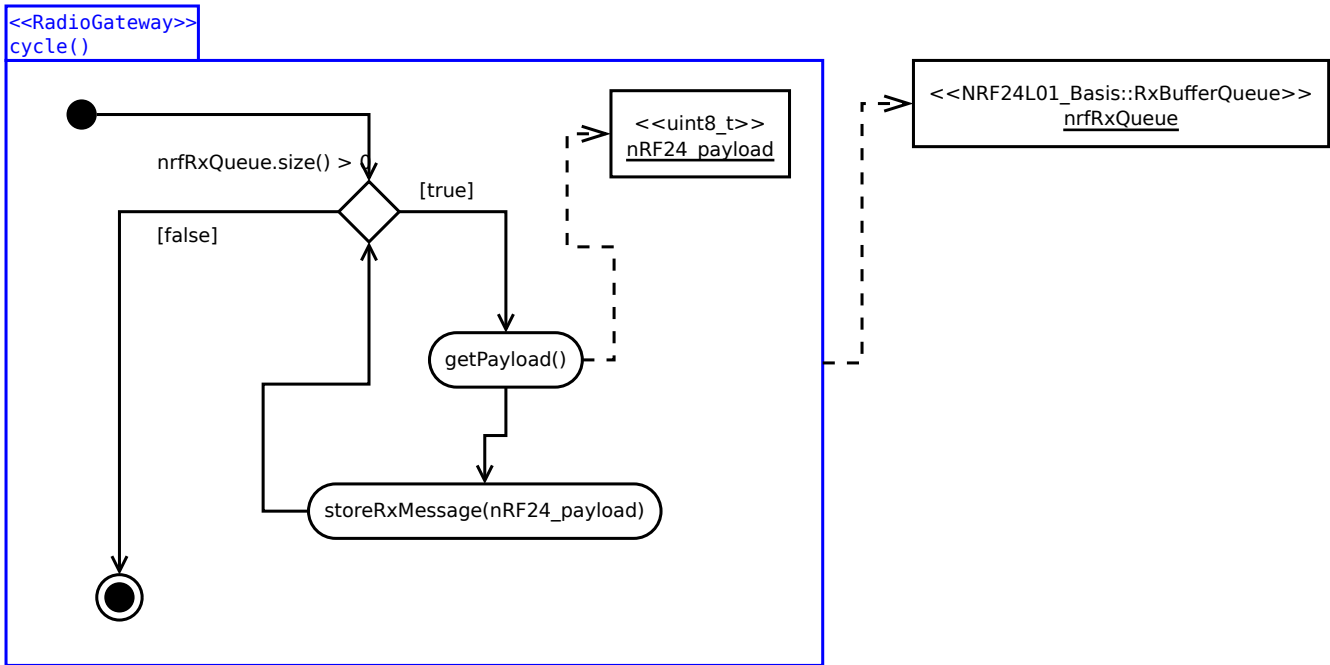 <<RadioGateway>>
cycle()
<<NRF24L01_Basis::RxBufferQueue>>
nrfRxQueue
<<uint8_t>>
nRF24_payload
nrfRxQueue.size() > 0
[true]
[false]
getPayload()
storeRxMessage(nRF24_payload)